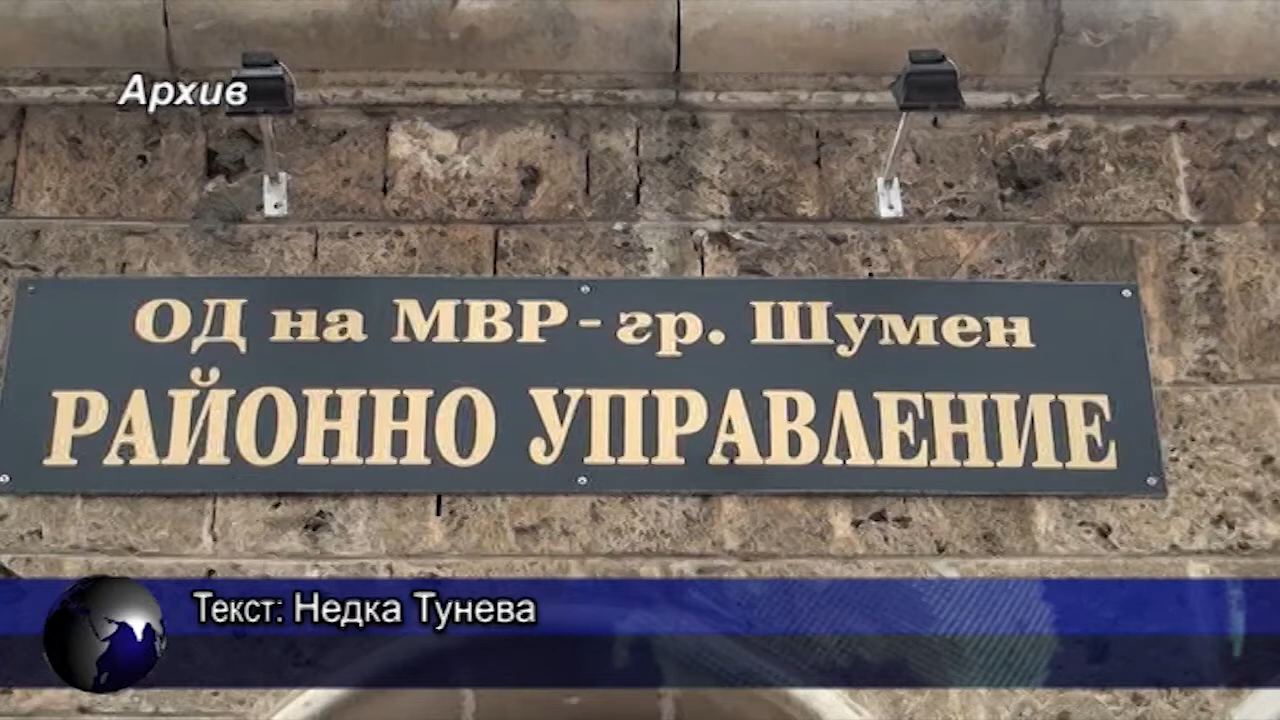 Архив
ОД на МВР - гр. Шумен
РАЙОННО УПРАВЛЕНИЕ
Текст: Недка Тунева